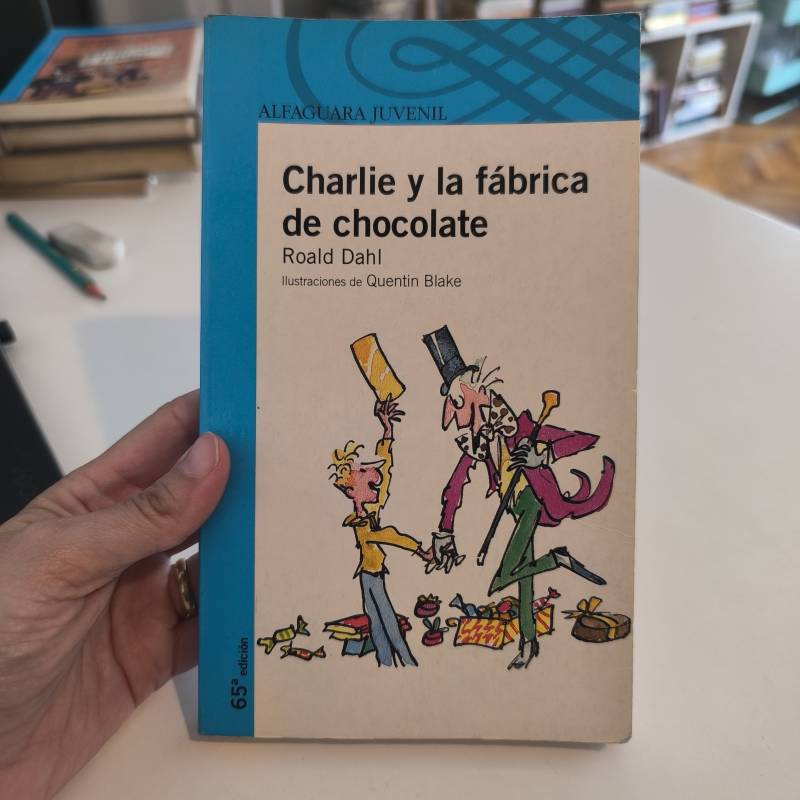 ALFAGUARA JUVENIL
Charlie y la fábrica
de chocolate
Roald Dahl
Ilustraciones de Quentin Blake
65ª edición